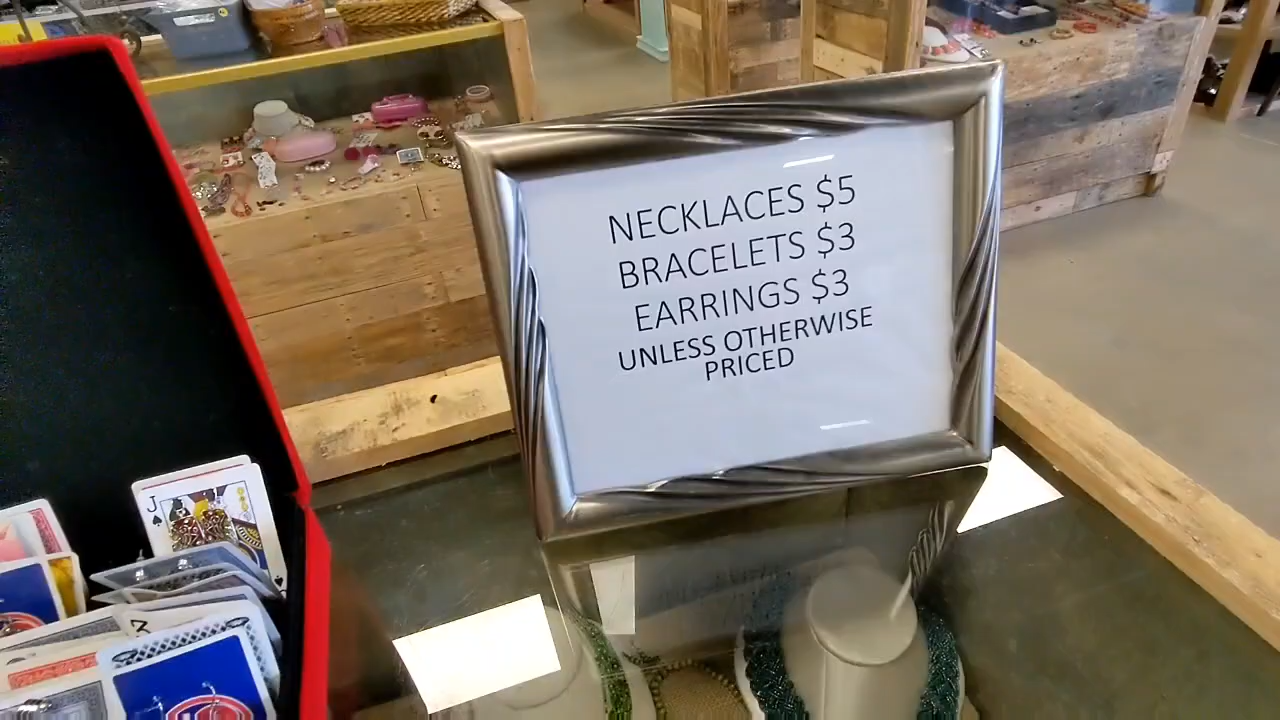 NECKLACES $5
BRACELETS $3
EARRINGS $3
UNLESS OTHERWISE
PRICED
J